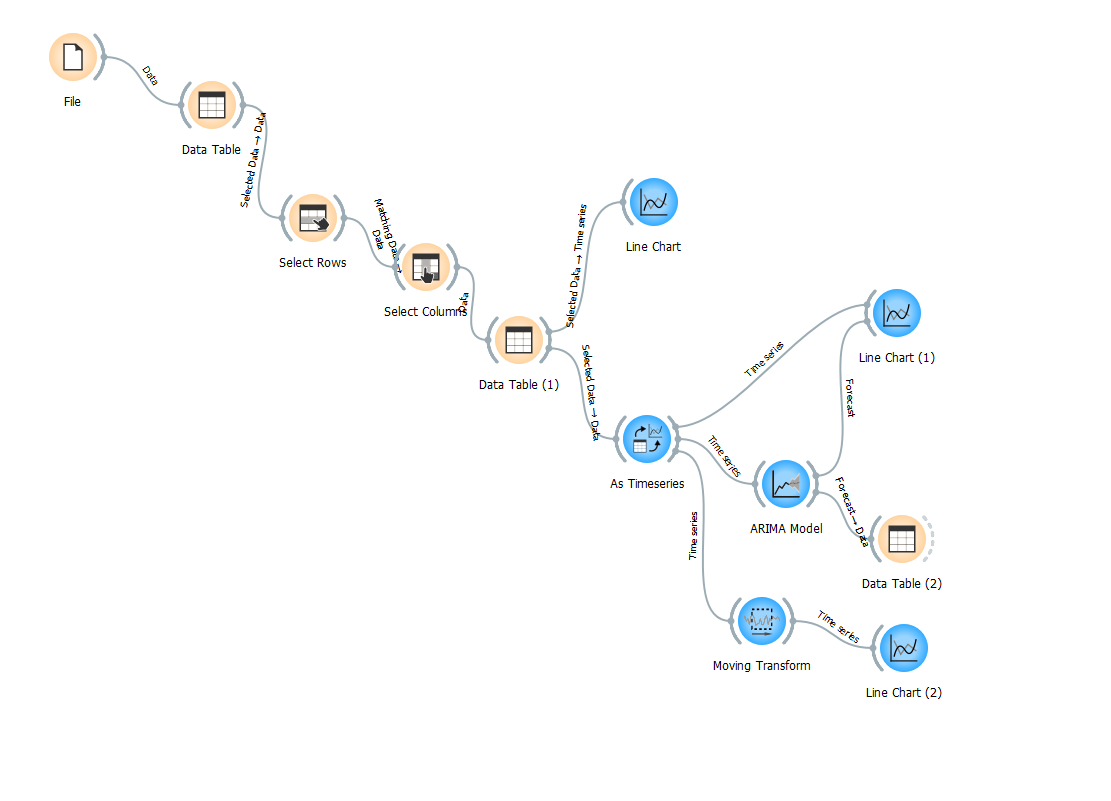 File
Data
Data Table
Selected Data → Data
Select Rows
Matching Data →
Data
Select Columns
Data
Data Table (1)
Selected Data → Time series
Line Chart
Selected Data → Data
As Timeseries
Time series
Line Chart (1)
Time series
ARIMA Model
Forecast
Forecast → Data
Data Table (2)
Time series
Moving Transform
Time series
Line Chart (2)